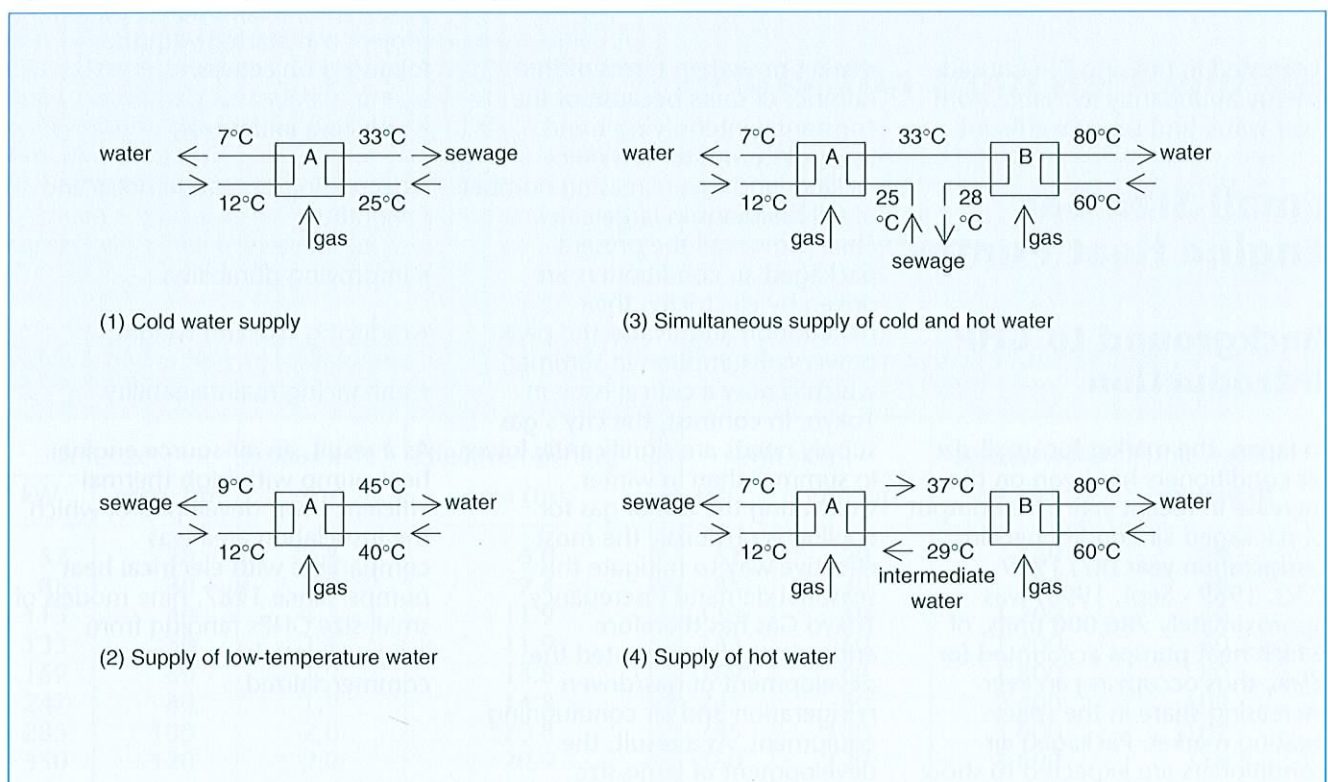 (1) Cold water supply
7°C
33°C
water
A
sewage
12°C
25°C
gas
(2) Supply of low-temperature water
9°C
45°C
sewage
A
water
12°C
40°C
gas
(3) Simultaneous supply of cold and hot water
7°C
33°C
80°C
water
A
B
water
12°C
25
°C
28
°C
60°C
gas
gas
sewage
(4) Supply of hot water
7°C
37°C
80°C
sewage
A
B
water
12°C
29°C
60°C
intermediate
water
gas
gas